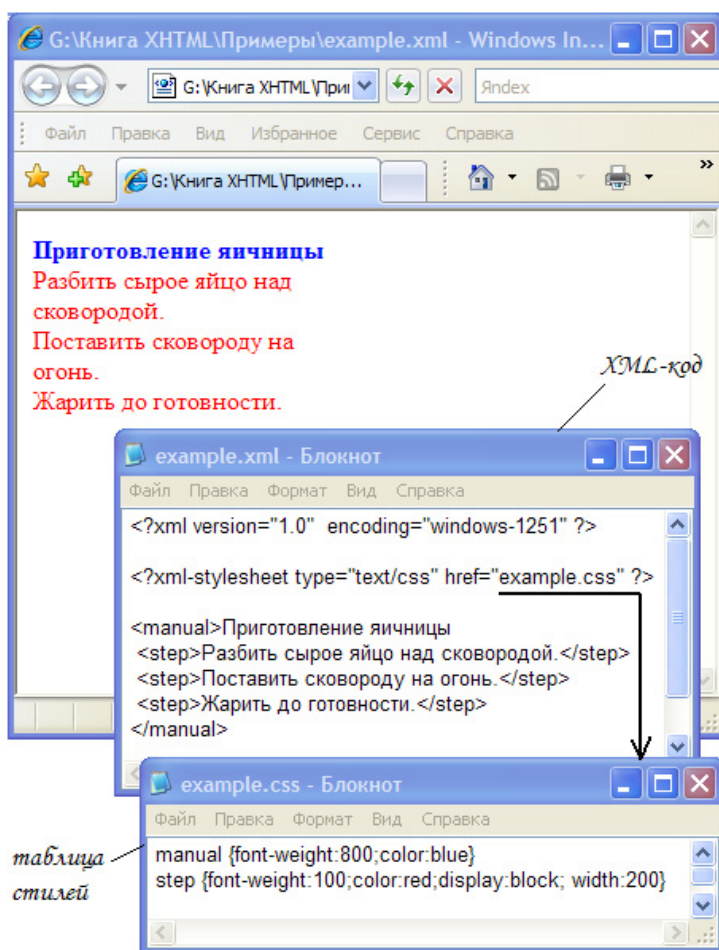 G:\Книга XHTML\Примеры\example.xml - Windows In...
G:\Книга XHTML\При
Яndex
Файл Правка Вид Избранное Сервис Справка
G:\Книга XHTML\Пример...
»
Приготовление яичницы
Разбить сырое яйцо над
сковородой.
Поставить сковороду на
огонь.
Жарить до готовности.
XML-код
example.xml - Блокнот
Файл Правка Формат Вид Справка
<?xml version="1.0"  encoding="windows-1251" ?>
<?xml-stylesheet type="text/css" href="example.css" ?>
<manual>Приготовление яичницы
<step>Разбить сырое яйцо над сковородой.</step>
<step>Поставить сковороду на огонь.</step>
<step>Жарить до готовности.</step>
</manual>
example.css - Блокнот
Файл Правка Формат Вид Справка
таблица
стилей
manual {font-weight:800;color:blue}
step {font-weight:100;color:red;display:block; width:200}